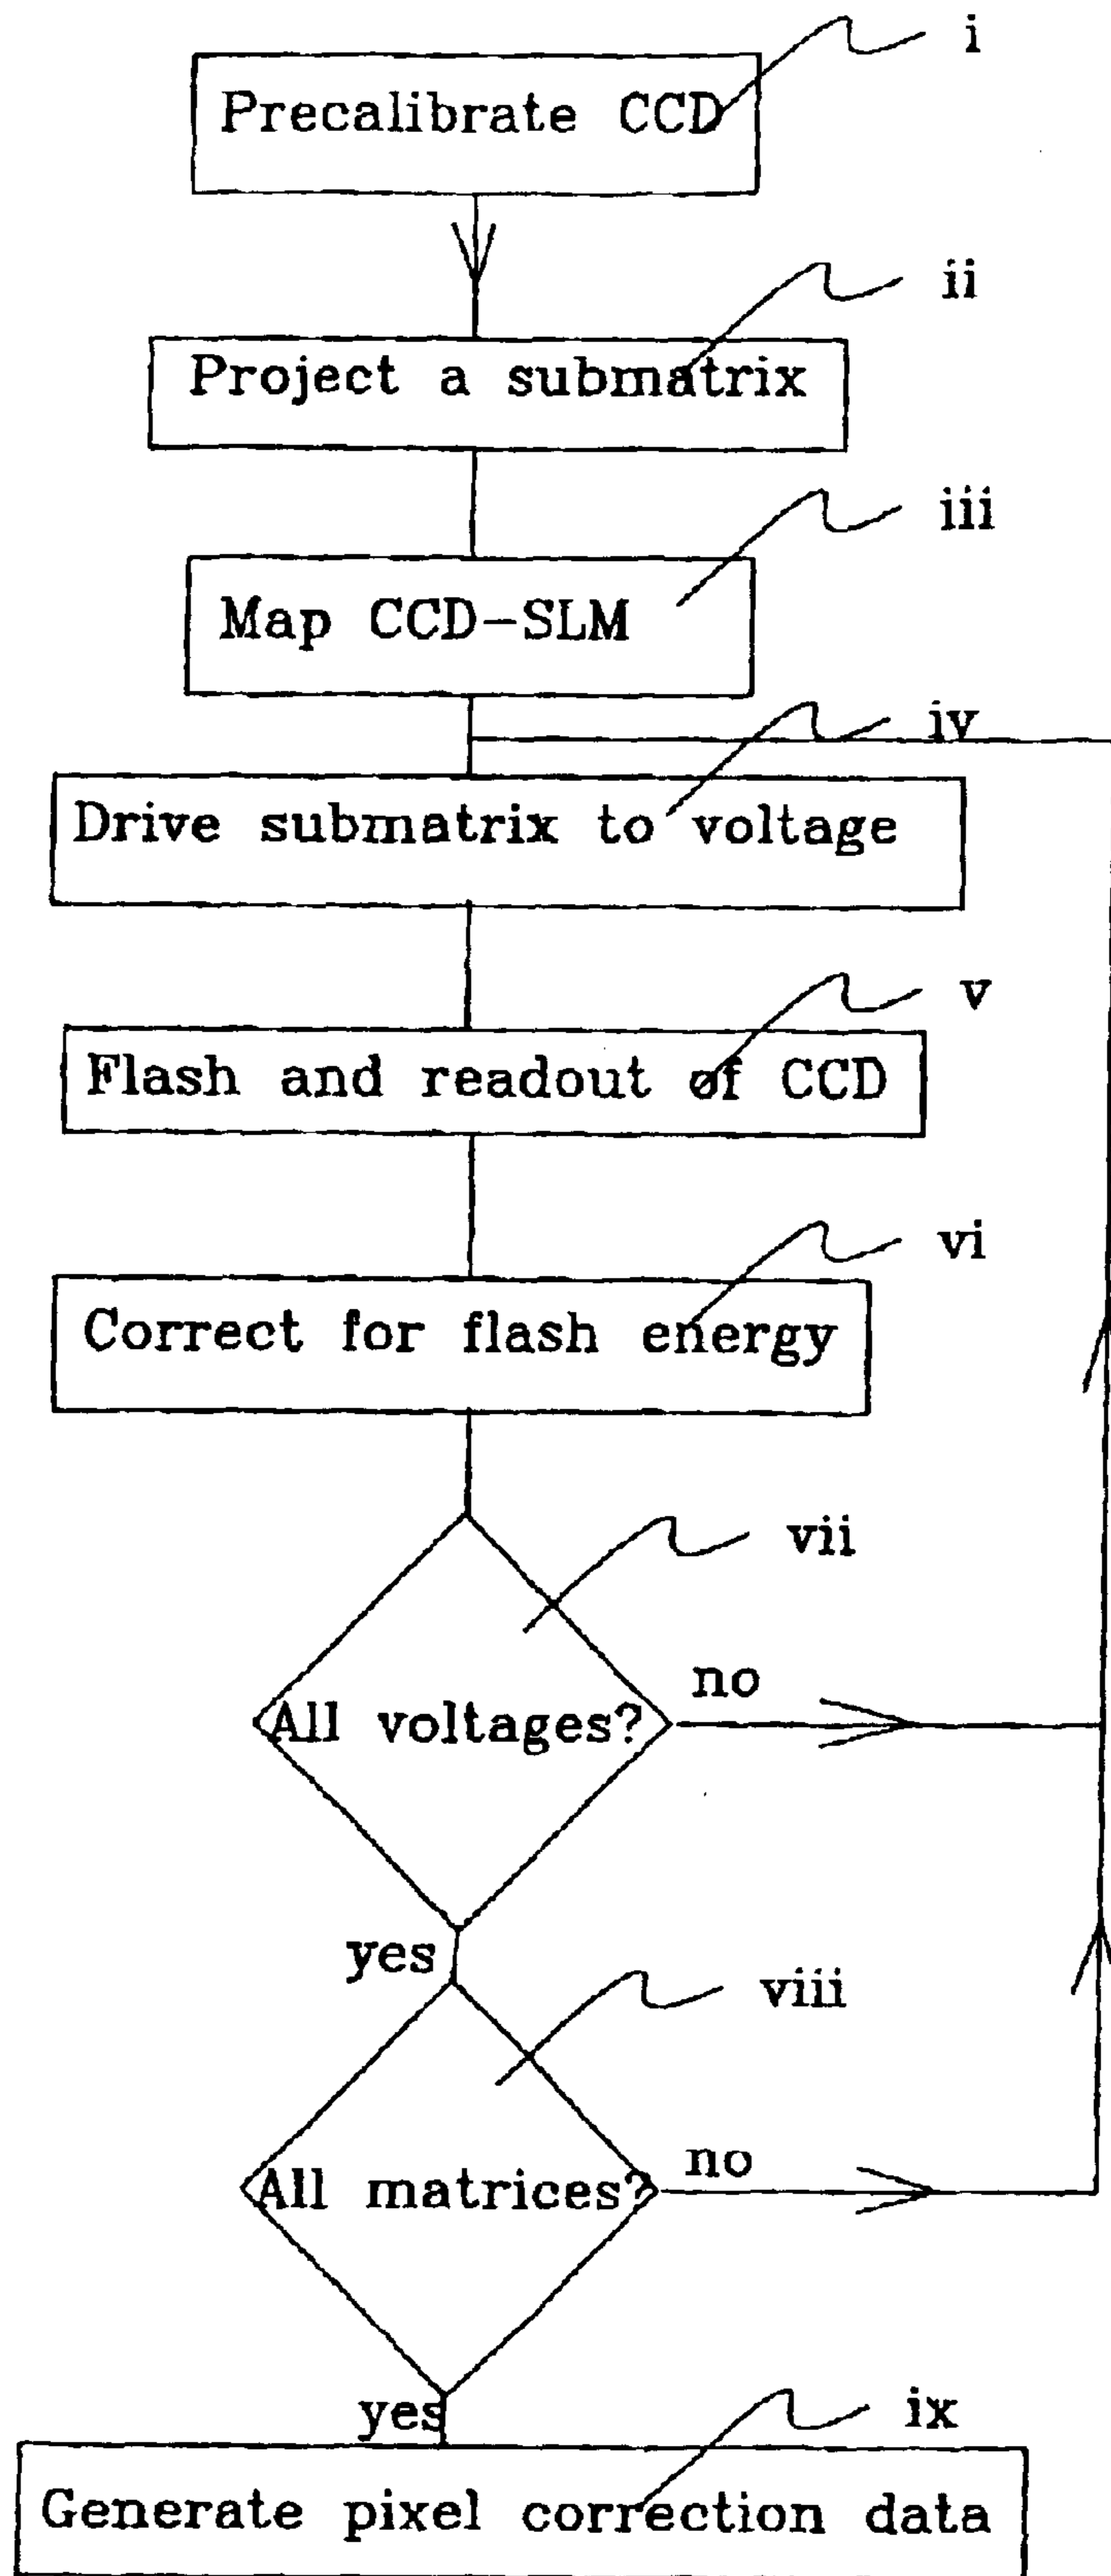 i
Precalibrate CCD
ii
Project a submatrix
iii
Map CCD-SLM
iv
Drive submatrix to voltage
v
Flash and readout of CCD
vi
Correct for flash energy
vii
All voltages?
no
yes
viii
All matrices?
no
yes
ix
Generate pixel correction data